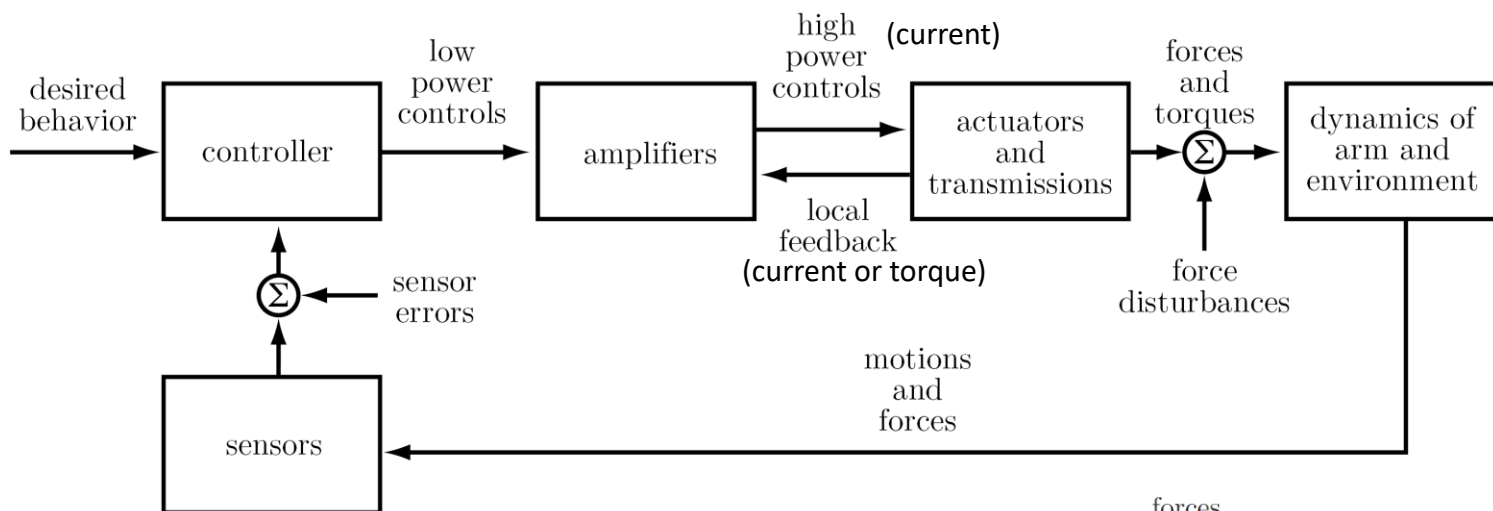 desired
behavior
controller
low
power
controls
amplifiers
high
power
controls
(current)
local
feedback
(current or torque)
actuators
and
transmissions
forces
and
torques
Σ
force
disturbances
dynamics of
arm and
environment
Σ
sensor
errors
sensors
motions
and
forces
forces